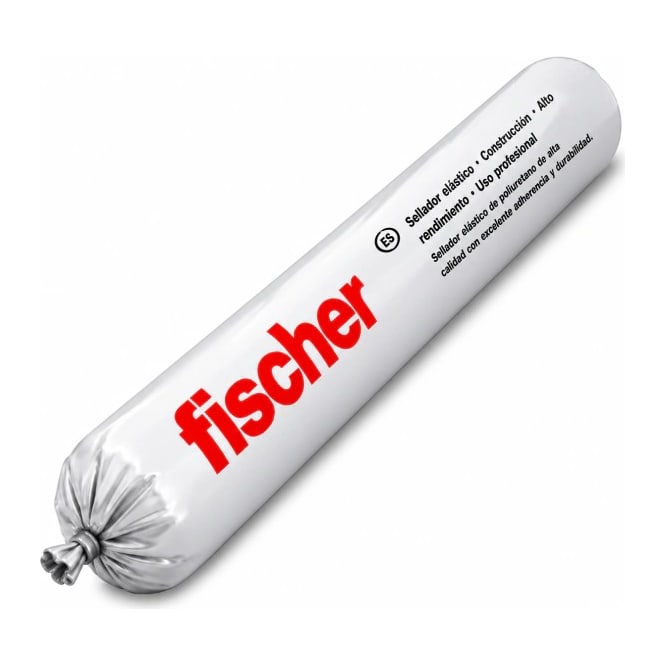 fischer
ES
Sellador elástico • Construcción • Alto
rendimiento • Uso profesional
Sellador elástico de poliuretano de alta
calidad con excelente adherencia y durabilidad.